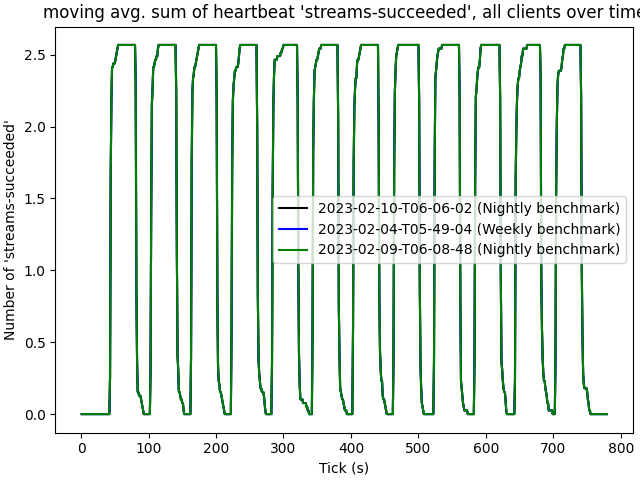 moving avg. sum of heartbeat 'streams-succeeded', all clients over time
Number of 'streams-succeeded'
2.5
2.0
1.5
1.0
0.5
0.0
2023-02-10-T06-06-02 (Nightly benchmark)
2023-02-04-T05-49-04 (Weekly benchmark)
2023-02-09-T06-08-48 (Nightly benchmark)
0 100 200 300 400 500 600 700 800
Tick (s)